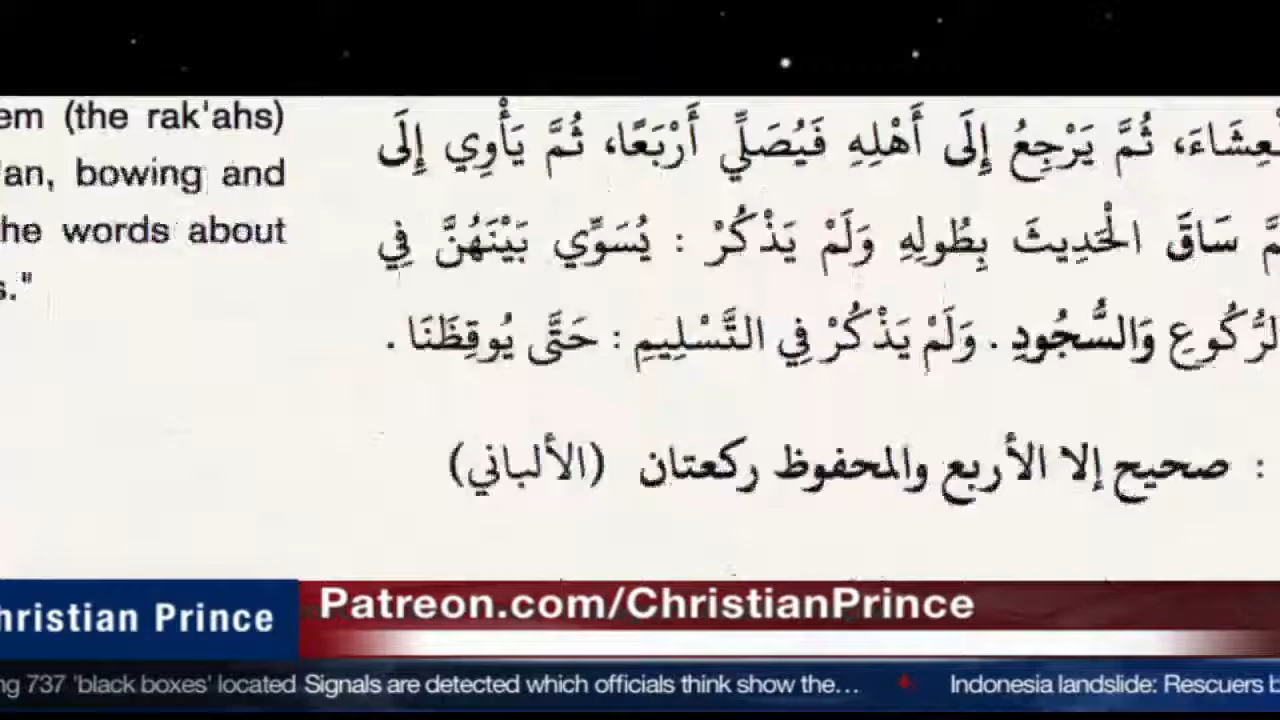 em (the rak'ahs)
'an, bowing and
he words about
s."
لْعِشَاءَ، ثُمَّ يَرْجِعُ إِلَى أَهْلِهِ فَيُصَلِّي أَرْبَعًا، ثُمَّ يَأْوِي إِلَى
مَّ سَاقَ الْحَدِيثَ بِطُولِهِ وَلَمْ يَذْكُرْ : يُسَوِّي بَيْنَهُنَّ فِي
لرُّكُوعِ وَالسُّجُودِ . وَلَمْ يَذْكُرْ فِي التَّسْلِيمِ : حَتَّى يُوقِظَنَا .
: صحيح إلا الأربع والمحفوظ ركعتان (الألباني)
hristian Prince
Patreon.com/ChristianPrince
ng 737 'black boxes' located Signals are detected which officials think show the... Indonesia landslide: Rescuers b